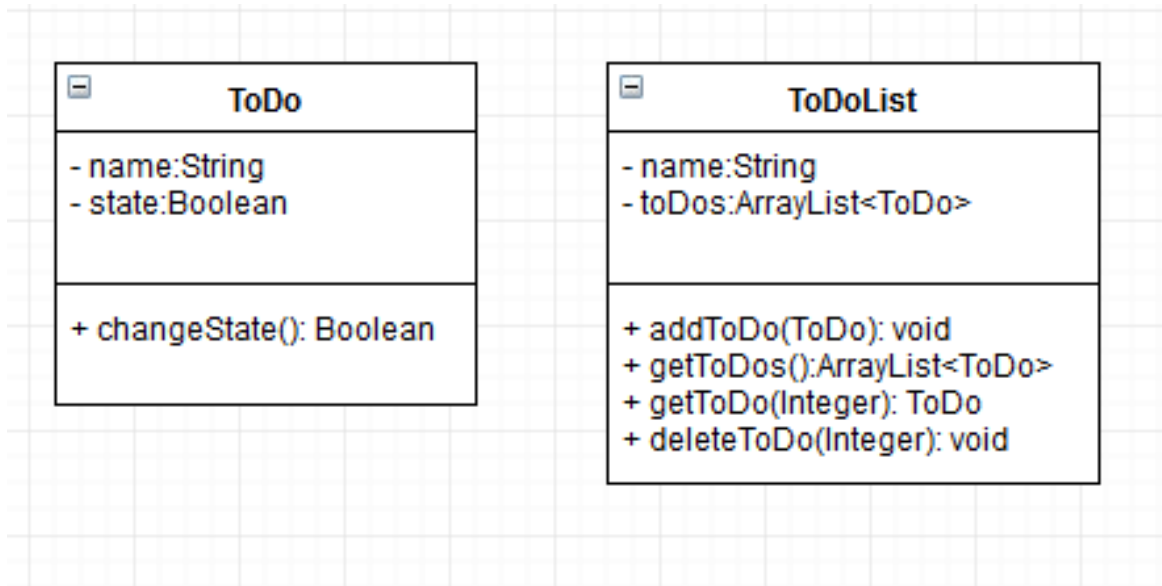 ToDo
- name:String
- state:Boolean
+ changeState(): Boolean
ToDoList
- name:String
- toDos:ArrayList<ToDo>
+ addToDo(ToDo): void
+ getToDos():ArrayList<ToDo>
+ getToDo(Integer): ToDo
+ deleteToDo(Integer): void